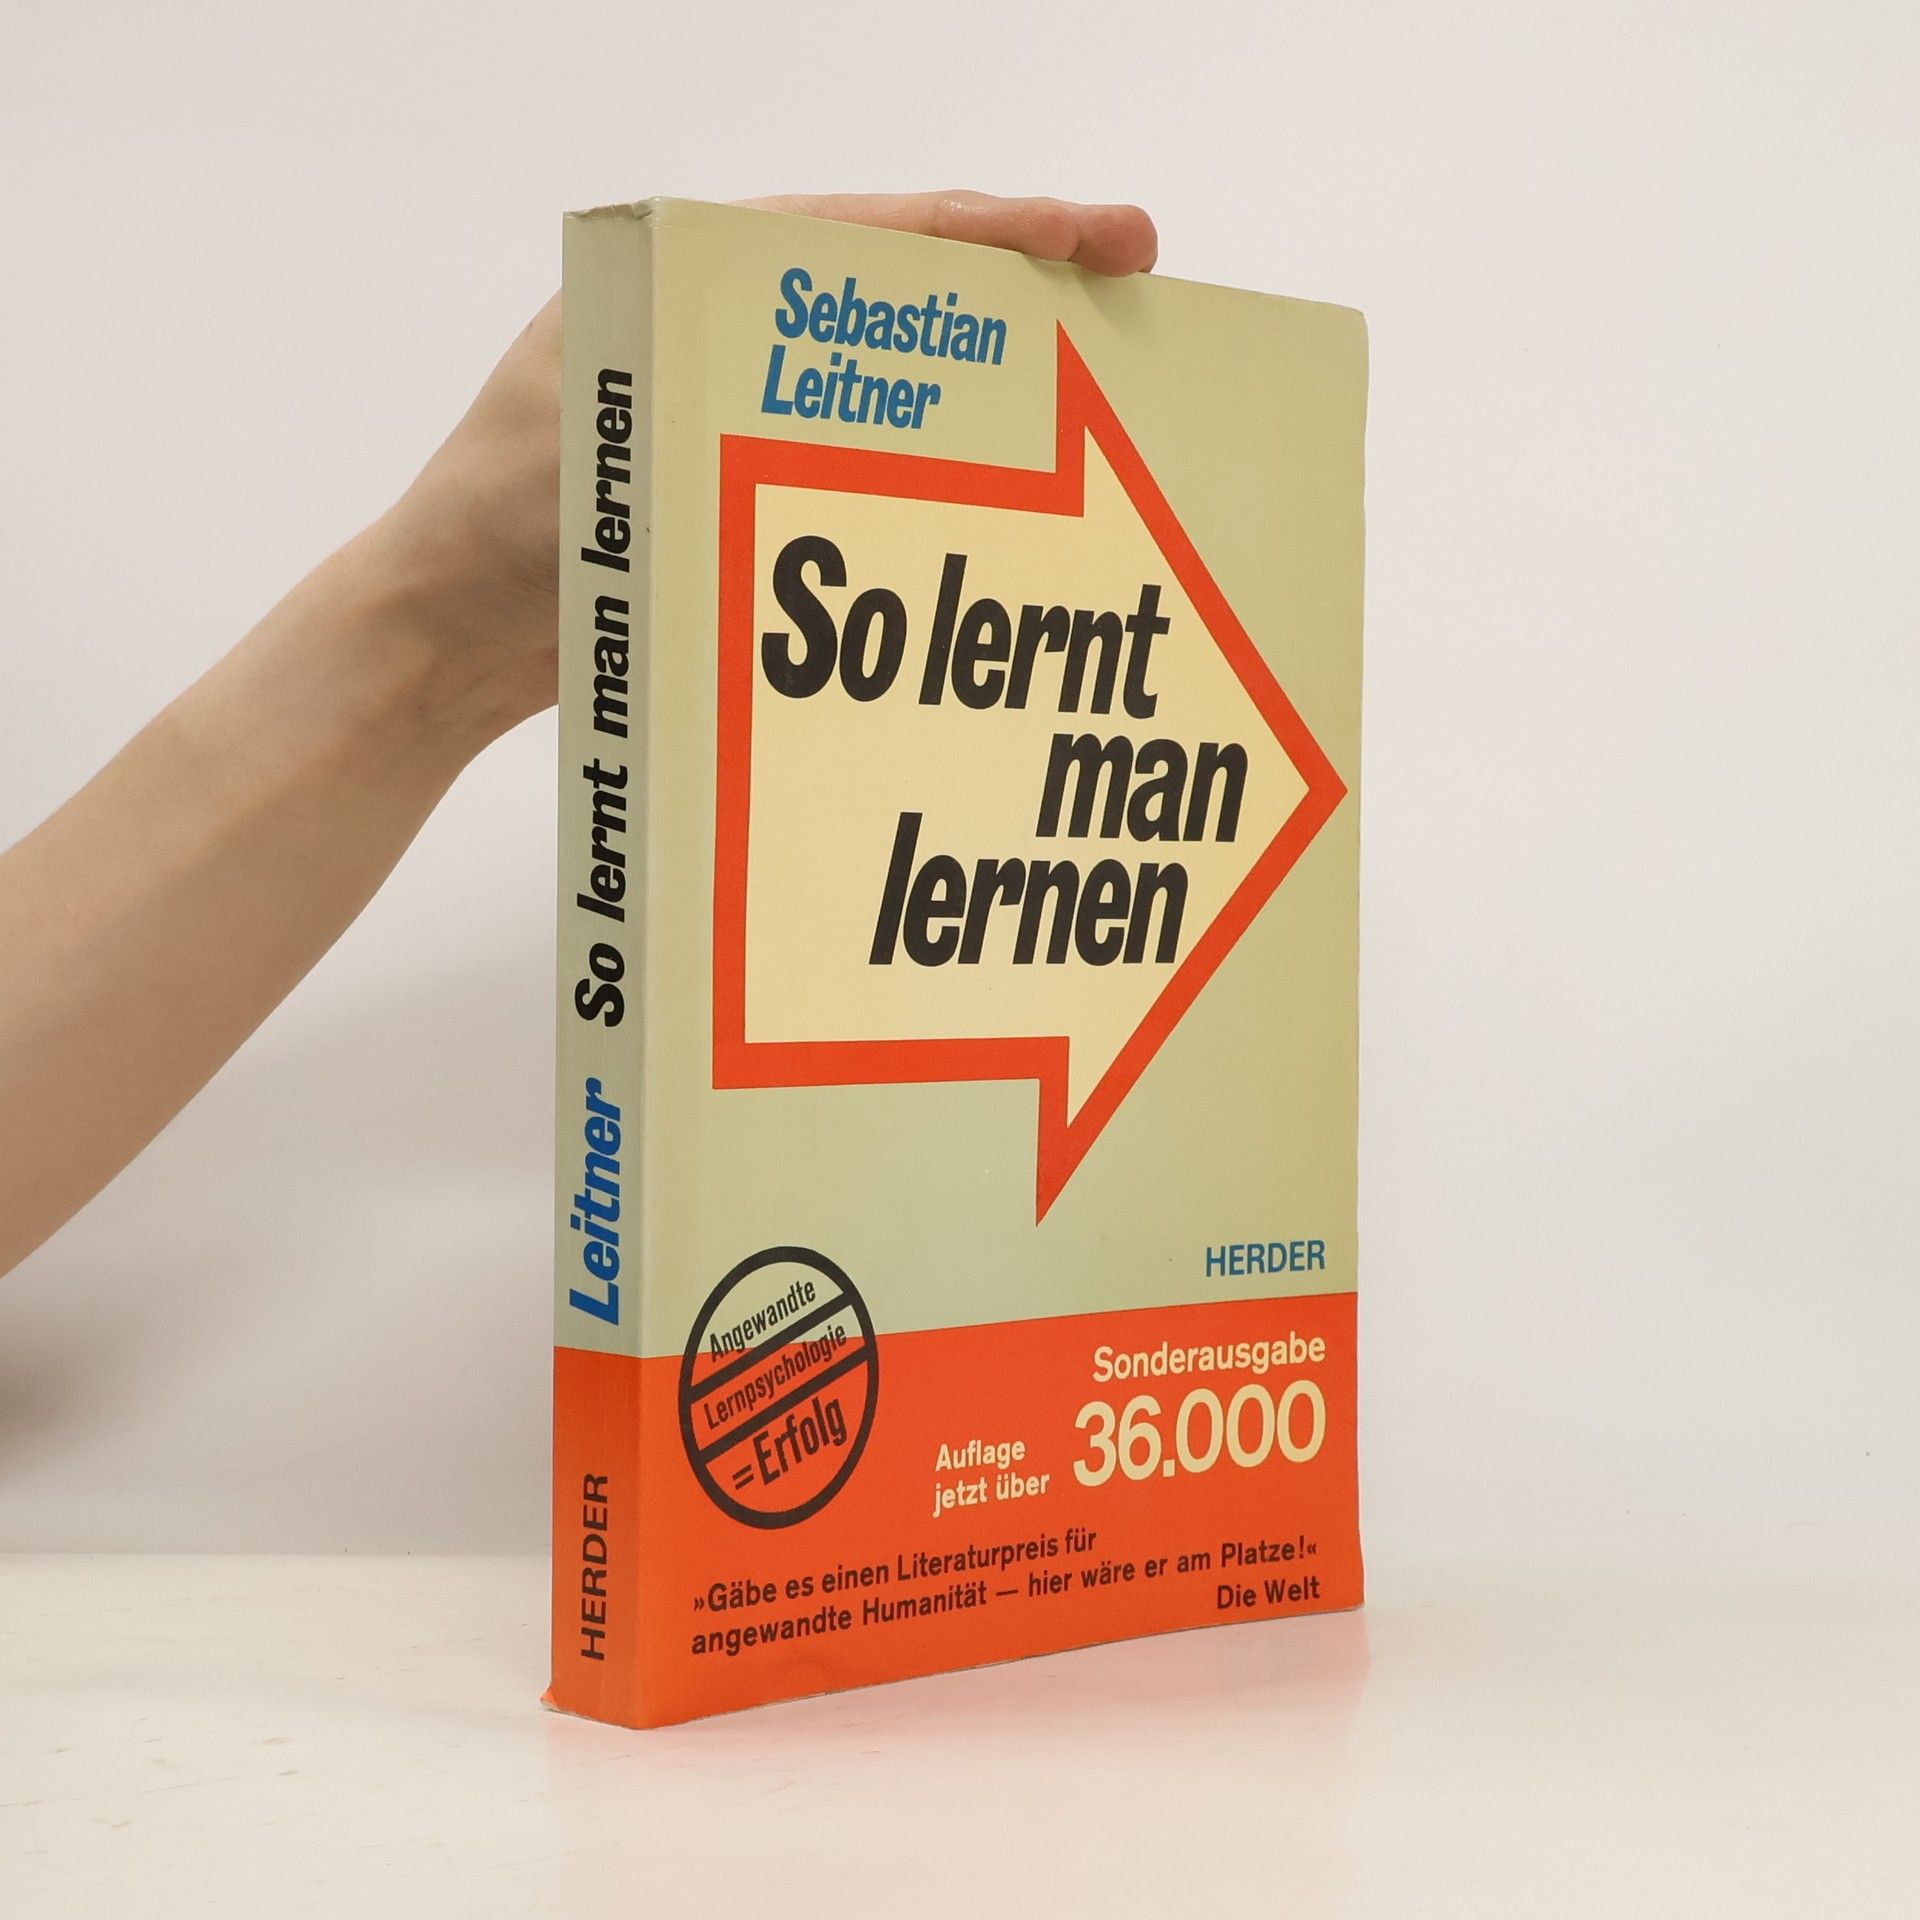 Leitner So lernt man lernen
HERDER
Sebastian
Leitner
So lernt
man
lernen
HERDER
Angewandte
Lernpsychologie
=Erfolg
Sonderausgabe
Auflage
jetzt über
36.000
»Gäbe es einen Literaturpreis für
angewandte Humanität — hier wäre er am Platze!«
Die Welt